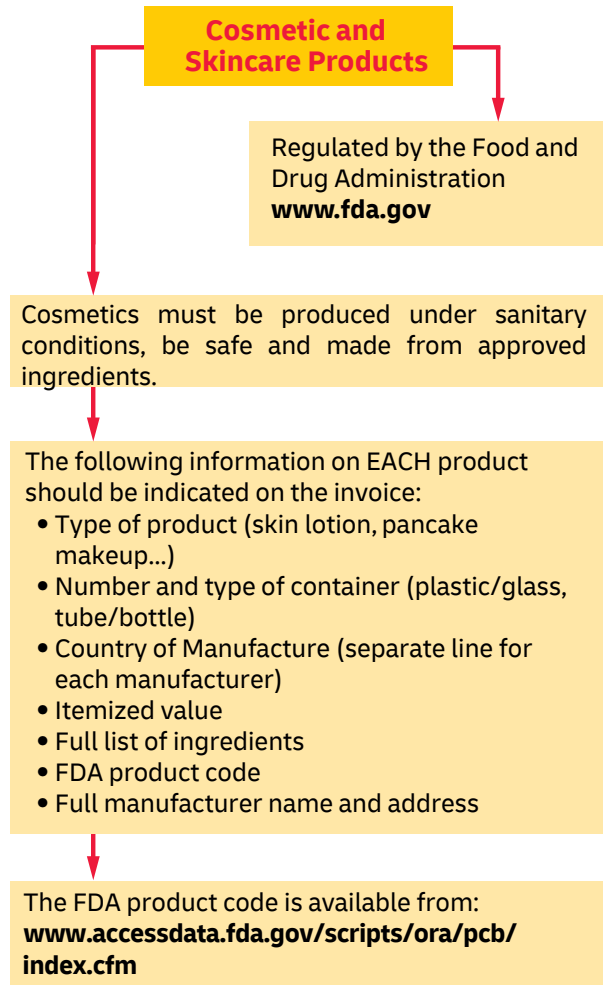 Cosmetic and
Skincare Products
Regulated by the Food and
Drug Administration
www.fda.gov
Cosmetics must be produced under sanitary
conditions, be safe and made from approved
ingredients.
The following information on EACH product
should be indicated on the invoice:
• Type of product (skin lotion, pancake
makeup...)
• Number and type of container (plastic/glass,
tube/bottle)
• Country of Manufacture (separate line for
each manufacturer)
• Itemized value
• Full list of ingredients
• FDA product code
• Full manufacturer name and address
The FDA product code is available from:
www.accessdata.fda.gov/scripts/ora/pcb/
index.cfm